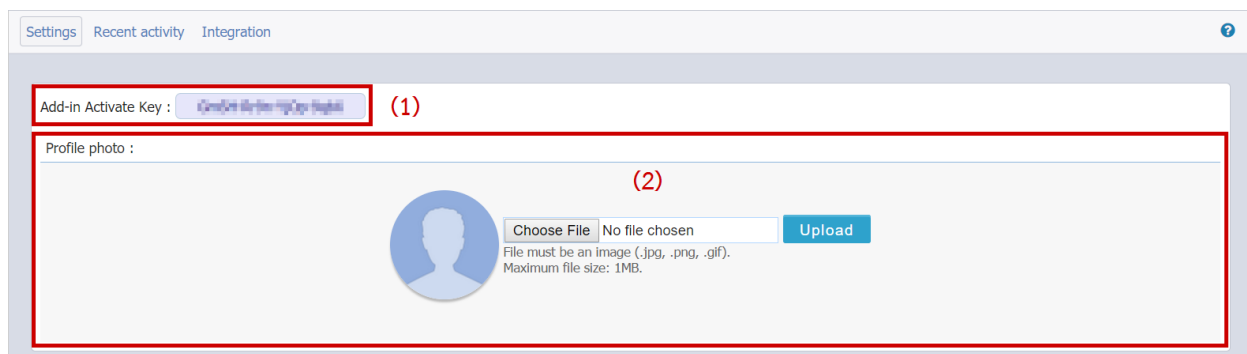 Settings Recent activity Integration ?
Add-in Activate Key : (1)
Profile photo :
(2)
Choose File No file chosen Upload
File must be an image (.jpg, .png, .gif).
Maximum file size: 1MB.